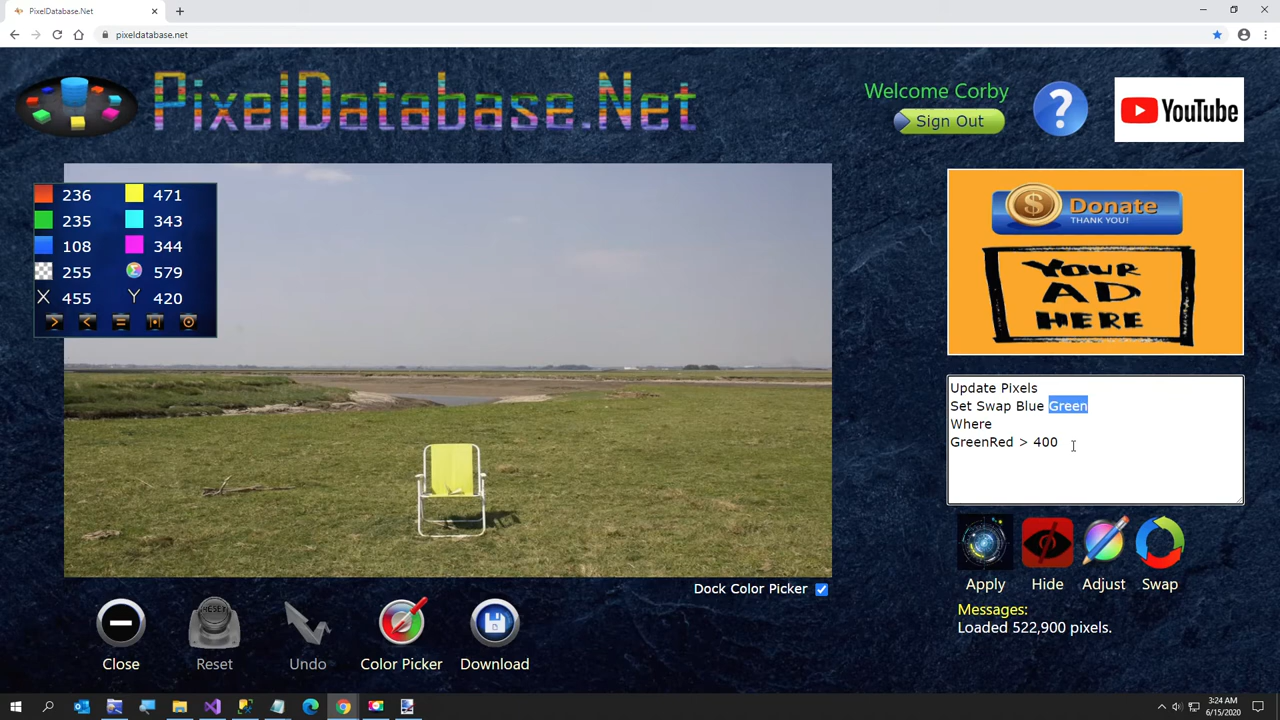 PixelDatabase.Net
pixeldatabase.net
PixelDatabase.Net
Welcome Corby
Sign Out
?
YouTube
236 471
235 343
108 344
255 579
X 455 Y 420
Donate
THANK YOU!
YOUR
AD
HERE
Update Pixels
Set Swap Blue Green
Where
GreenRed > 400
Apply Hide Adjust Swap
Dock Color Picker
Messages:
Loaded 522,900 pixels.
RESET
Close Reset Undo Color Picker Download
3:24 AM
6/15/2020